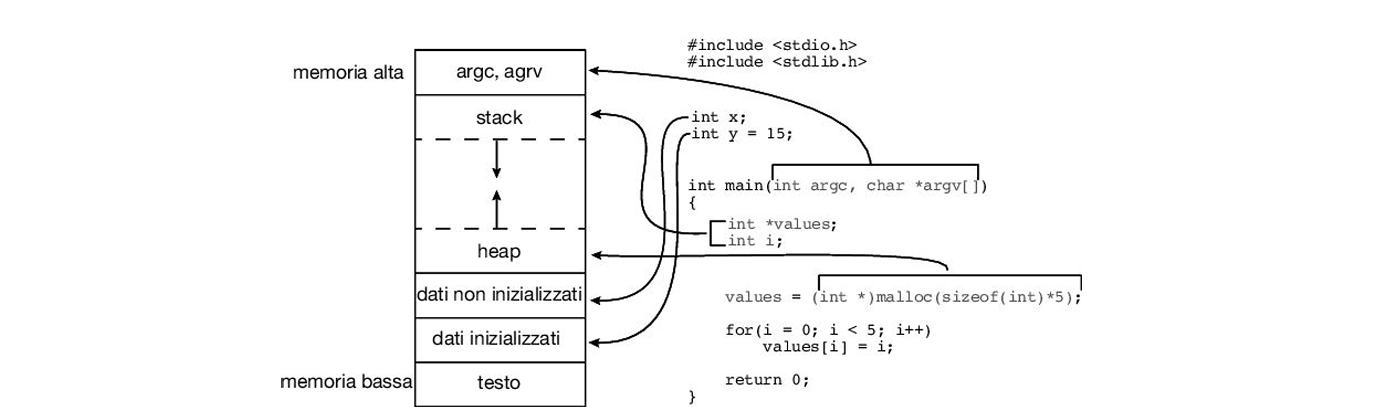 memoria alta
argc, agrv
stack
heap
dati non inizializzati
dati inizializzati
memoria bassa
testo
#include <stdio.h>
#include <stdlib.h>
int x;
int y = 15;
int main(int argc, char *argv[])
{
int *values;
int i;
values = (int *)malloc(sizeof(int)*5);
for(i = 0; i < 5; i++)
values[i] = i;
return 0;
}